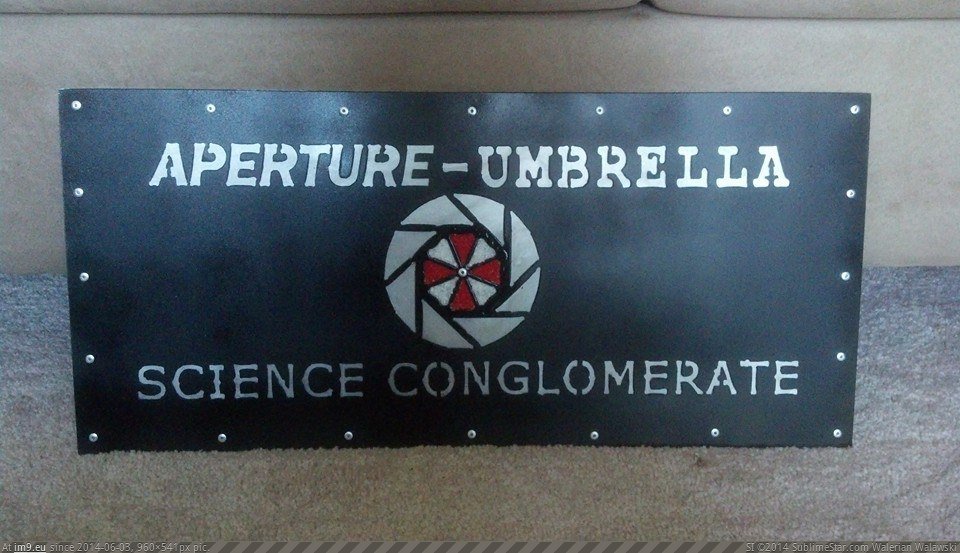 APERTURE-UMBRELLA
SCIENCE CONGLOMERATE
At im9.eu since 2014-06-03, 960×541px pic.
SI ©2014 SublimeStar.com Walerian Walawski